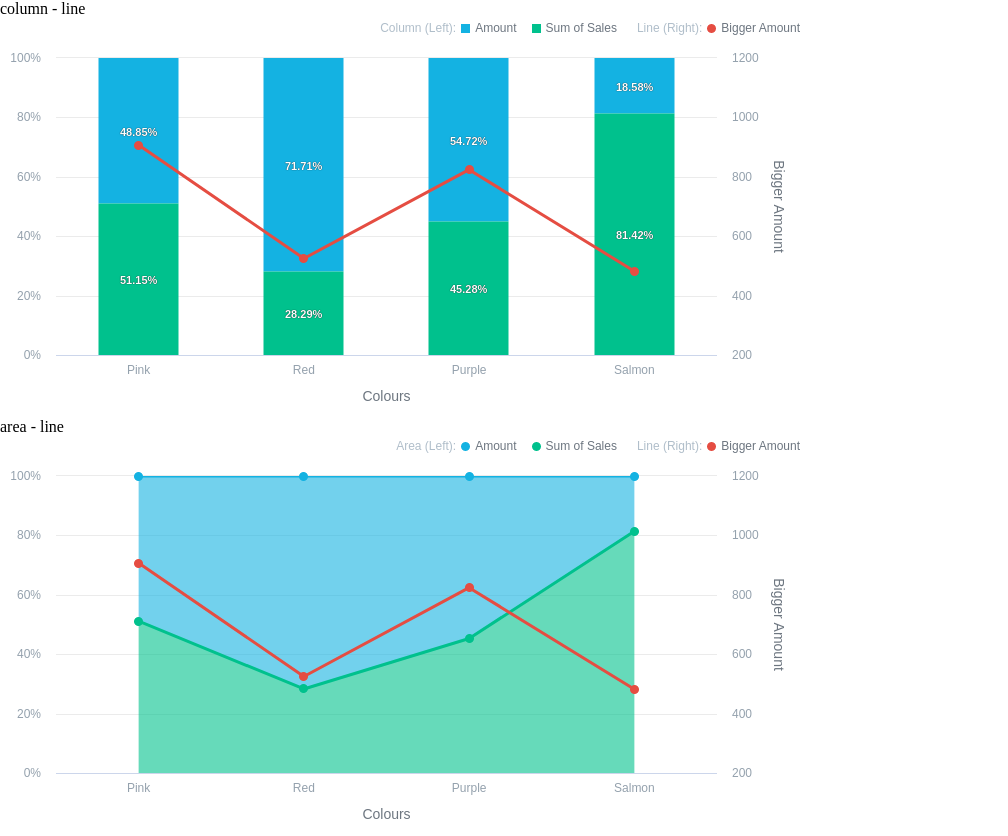 column - line
Column (Left): Amount Sum of Sales Line (Right): Bigger Amount
100% 1200
80% 1000
60% 800
40% 600
20% 400
0% 200
48.85% 71.71% 54.72% 18.58%
51.15% 28.29% 45.28% 81.42%
Bigger Amount
Pink Red Purple Salmon
Colours
area - line
Area (Left): Amount Sum of Sales Line (Right): Bigger Amount
100% 1200
80% 1000
60% 800
40% 600
20% 400
0% 200
Bigger Amount
Pink Red Purple Salmon
Colours